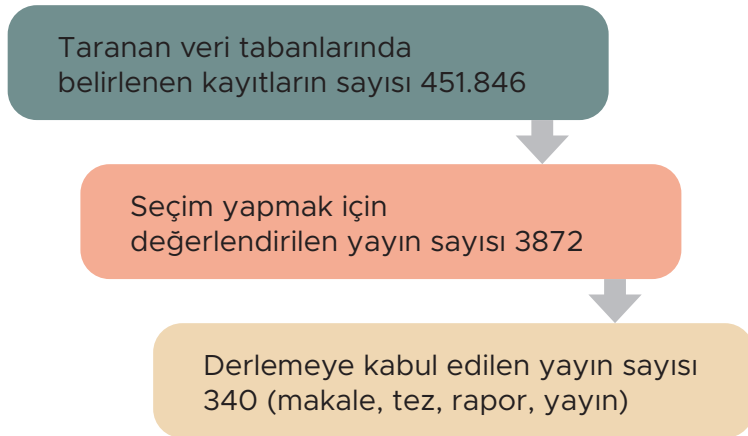 Taranan veri tabanlarında
belirlenen kayıtların sayısı 451.846
Seçim yapmak için
değerlendirilen yayın sayısı 3872
Derlemeye kabul edilen yayın sayısı
340 (makale, tez, rapor, yayın)